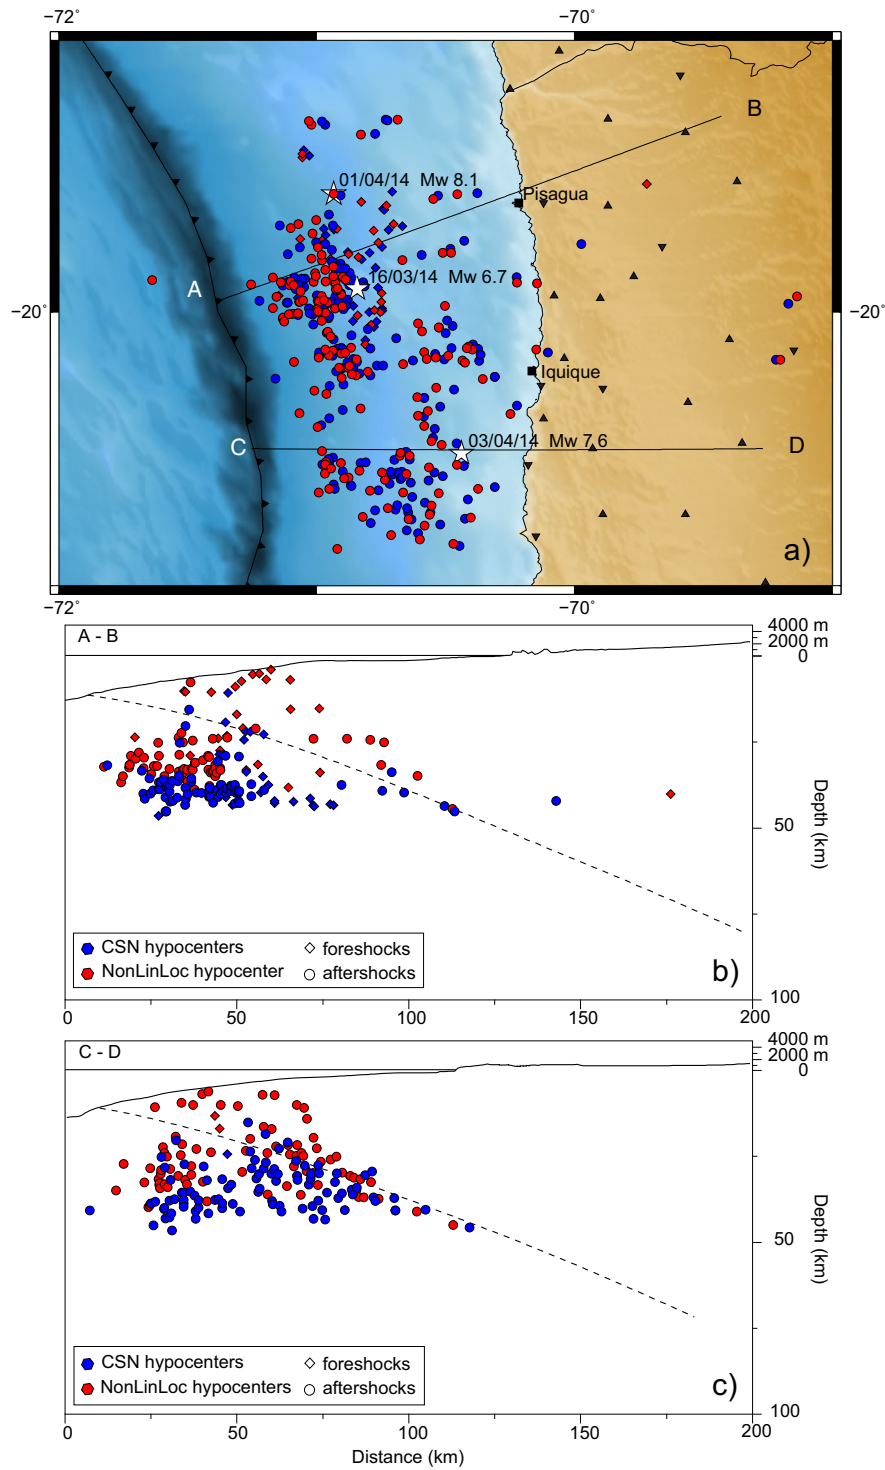 −72˚ −70˚
B
01/04/14 Mw 8.1
Pisagua
16/03/14 Mw 6.7
A
−20˚ −20˚
Iquique
03/04/14 Mw 7.6
C D
a)
−72˚ −70˚
A - B
4000 m
2000 m
0
50
Depth (km)
CSN hypocenters foreshocks
NonLinLoc hypocenter aftershocks
b)
100
0 50 100 150 200
C - D
4000 m
2000 m
0
50
Depth (km)
CSN hypocenters foreshocks
NonLinLoc hypocenters aftershocks
c)
100
0 50 100 150 200
Distance (km)